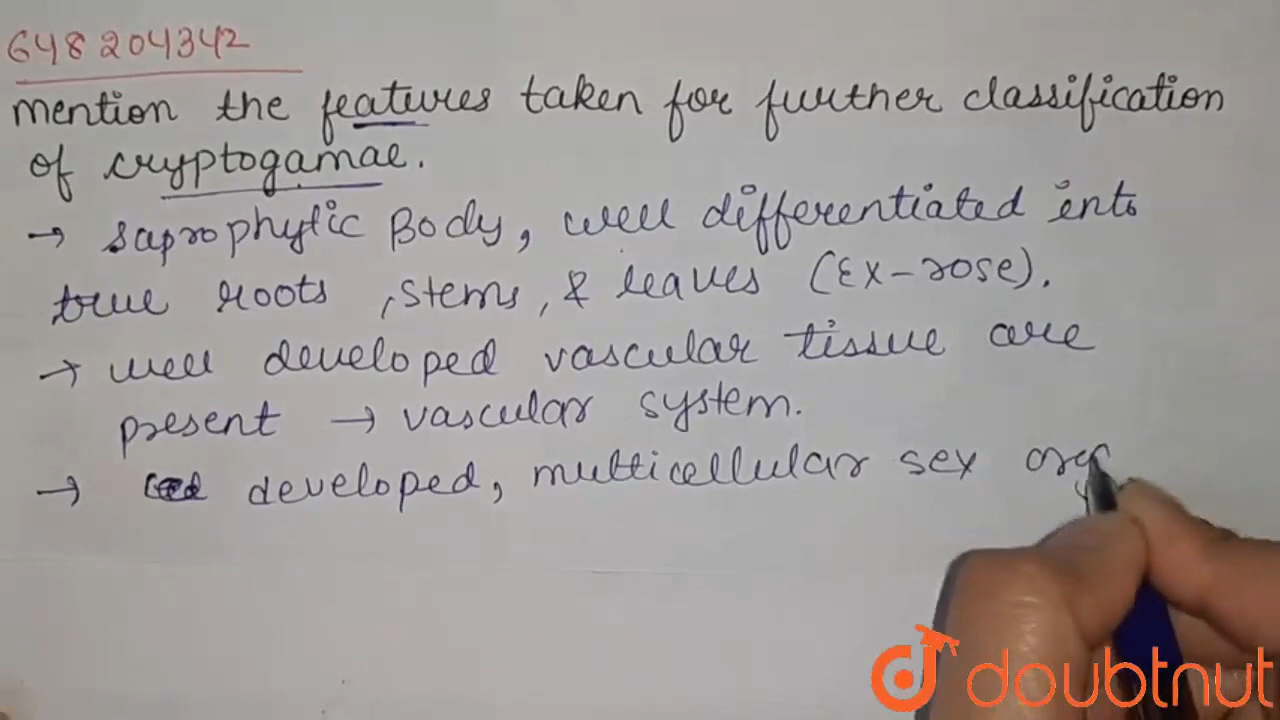 648204342
mention the features taken for further classification
of cryptogamae.
→ saprophytic Body, well differentiated into
true roots, stems, & leaves (Ex-rose).
→ well developed vascular tissue are
present → vascular system.
→ developed, multicellular sex org
doubtnut